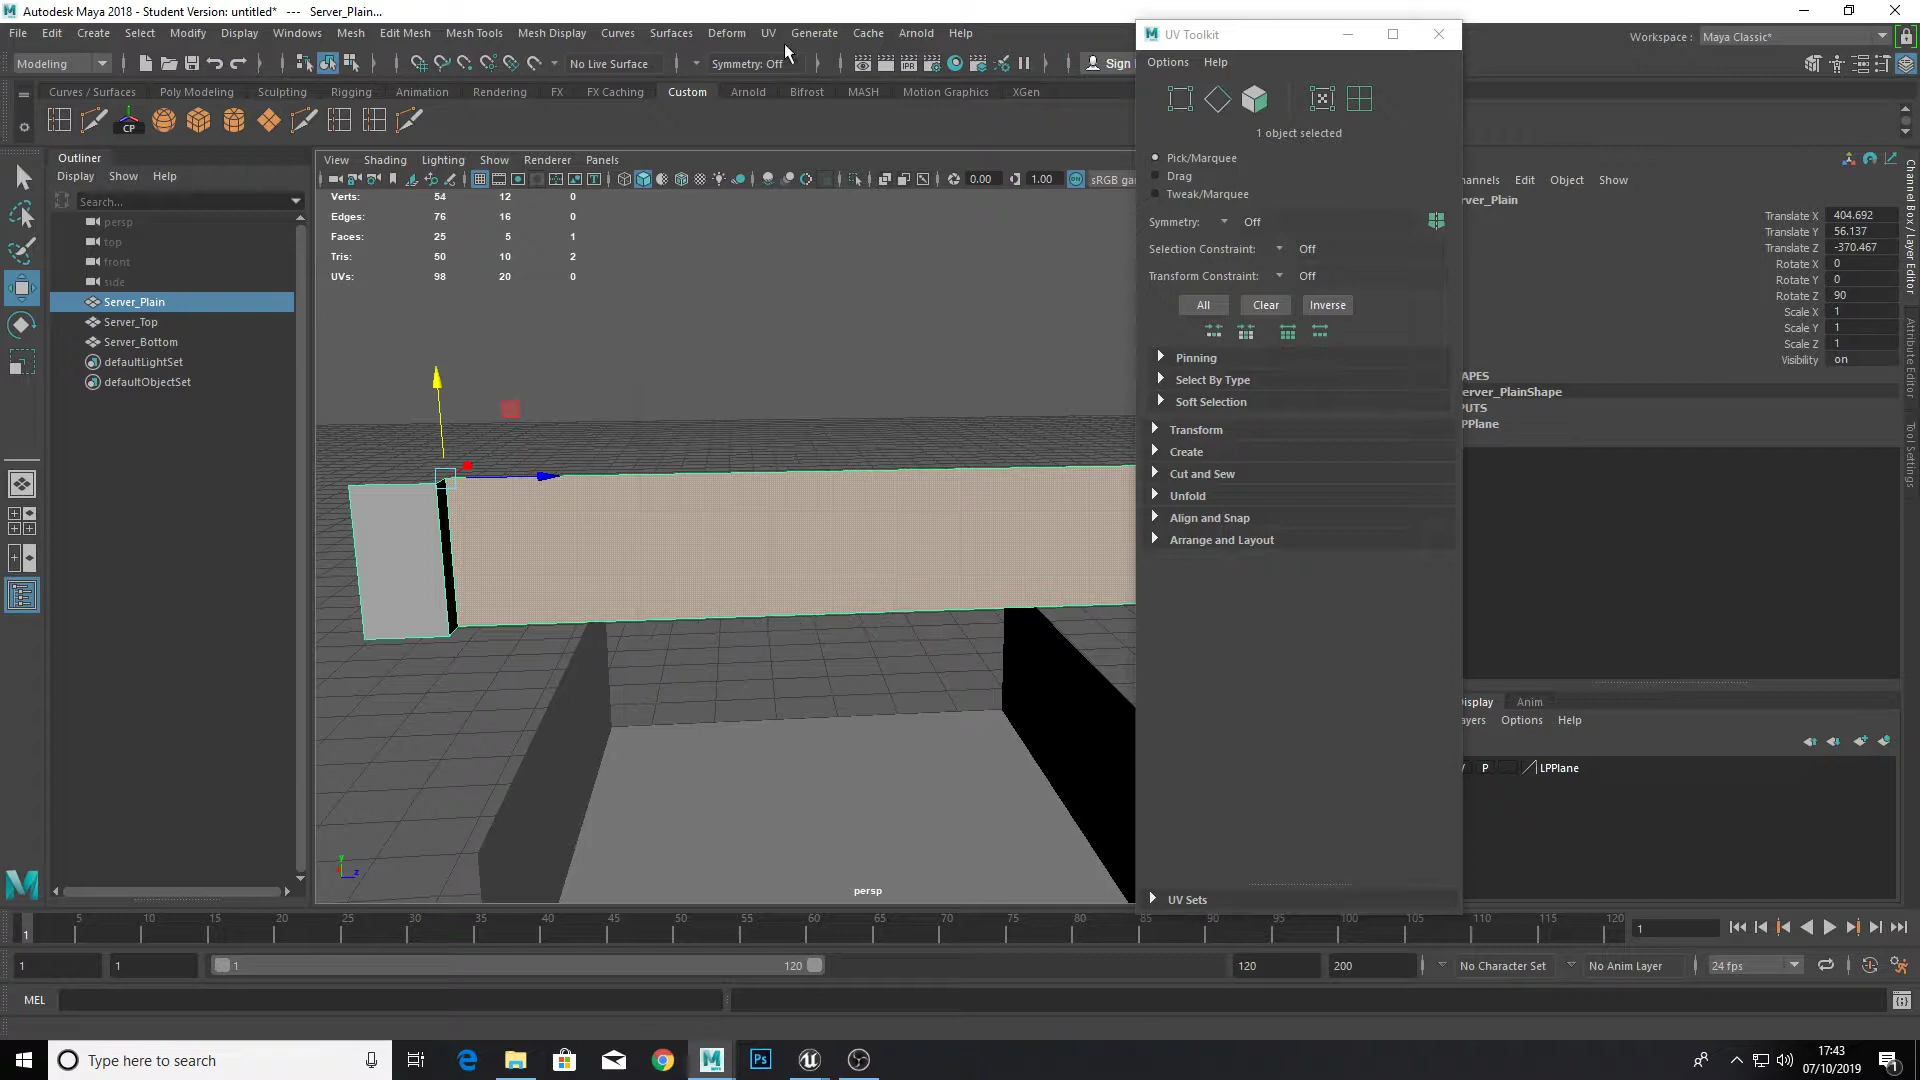 Autodesk Maya 2018 - Student Version: untitled* --- Server_Plain...
File Edit Create Select Modify Display Windows Mesh Edit Mesh Mesh Tools Mesh Display Curves Surfaces Deform UV Generate Cache Arnold Help
Workspace : Maya Classic*
Modeling No Live Surface Symmetry: Off Sign
Curves / Surfaces Poly Modeling Sculpting Rigging Animation Rendering FX FX Caching Custom Arnold Bifrost MASH Motion Graphics XGen
CP
Outliner
Display Show Help
Search...
persp
top
front
side
Server_Plain
Server_Top
Server_Bottom
defaultLightSet
defaultObjectSet
View Shading Lighting Show Renderer Panels
0.00 1.00 sRGB ga
Verts: 54 12 0
Edges: 76 16 0
Faces: 25 5 1
Tris: 50 10 2
UVs: 98 20 0
y
z
persp
UV Toolkit
Options Help
1 object selected
Pick/Marquee
Drag
Tweak/Marquee
Symmetry: Off
Selection Constraint: Off
Transform Constraint: Off
All Clear Inverse
Pinning
Select By Type
Soft Selection
Transform
Create
Cut and Sew
Unfold
Align and Snap
Arrange and Layout
UV Sets
annels Edit Object Show
erver_Plain
Translate X 404.692
Translate Y 56.137
Translate Z -370.467
Rotate X 0
Rotate Y 0
Rotate Z 90
Scale X 1
Scale Y 1
Scale Z 1
Visibility on
APES
erver_PlainShape
PUTS
PPlane
Channel Box / Layer Editor
Attribute Editor
Tool Settings
isplay Anim
ayers Options Help
P LPPlane
5 10 15 20 25 30 35 40 45 50 55 60 65 70 75 80 85 90 95 100 105 110 115 120
1 1
1 1 1 120 120 200 No Character Set No Anim Layer 24 fps
MEL
Type here to search
Ps
17:43
07/10/2019
1